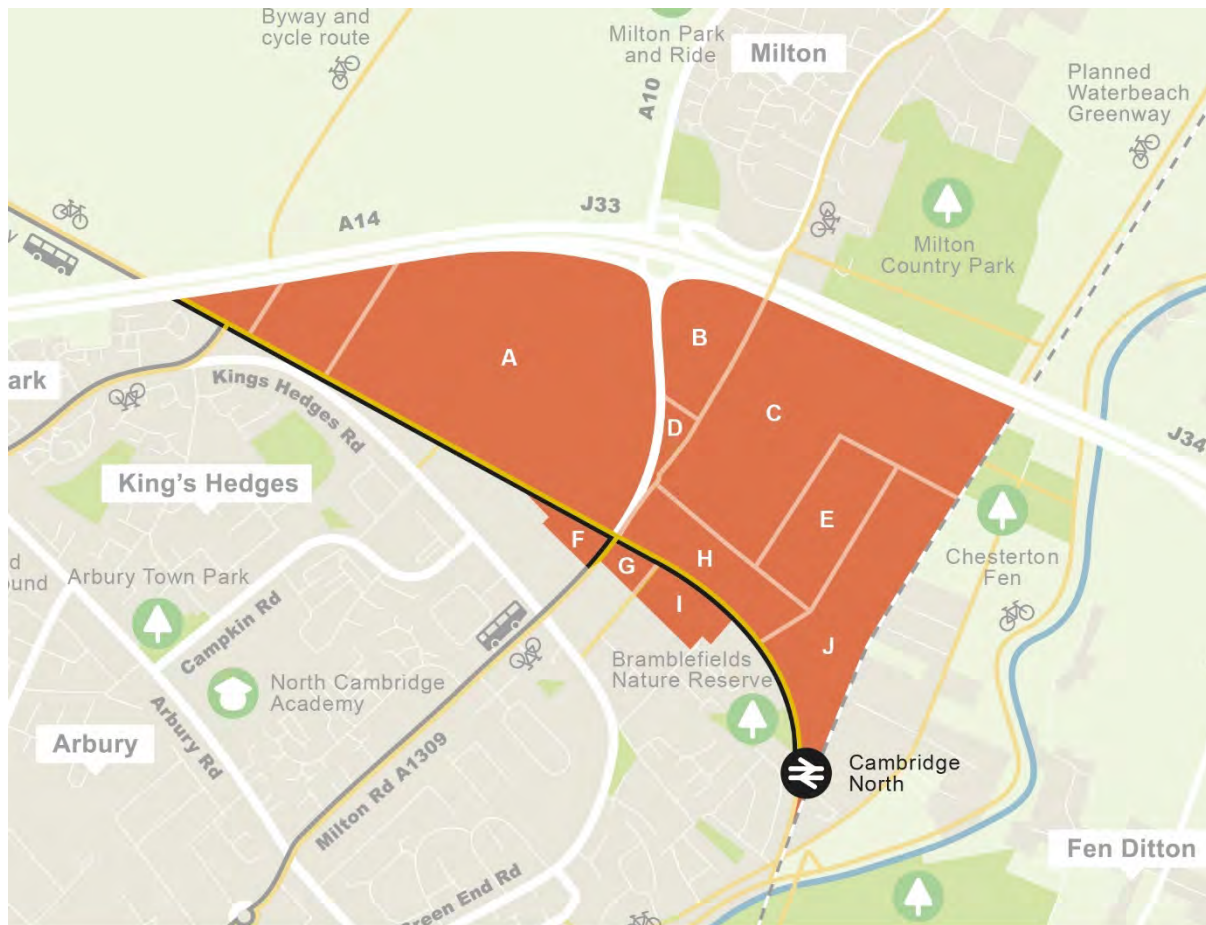 Byway and
cycle route
Milton Park
and Ride
Milton
Planned
Waterbeach
Greenway
A10
J33
A14
Milton
Country Park
ark
Kings Hedges Rd
A
B
C
D
J34
King's Hedges
E
Chesterton
Fen
F
G
H
I
J
Arbury Town Park
Campkin Rd
Bramblefields
Nature Reserve
North Cambridge
Academy
Arbury
Arbury Rd
Milton Rd A1309
Cambridge
North
Fen Ditton
Green End Rd